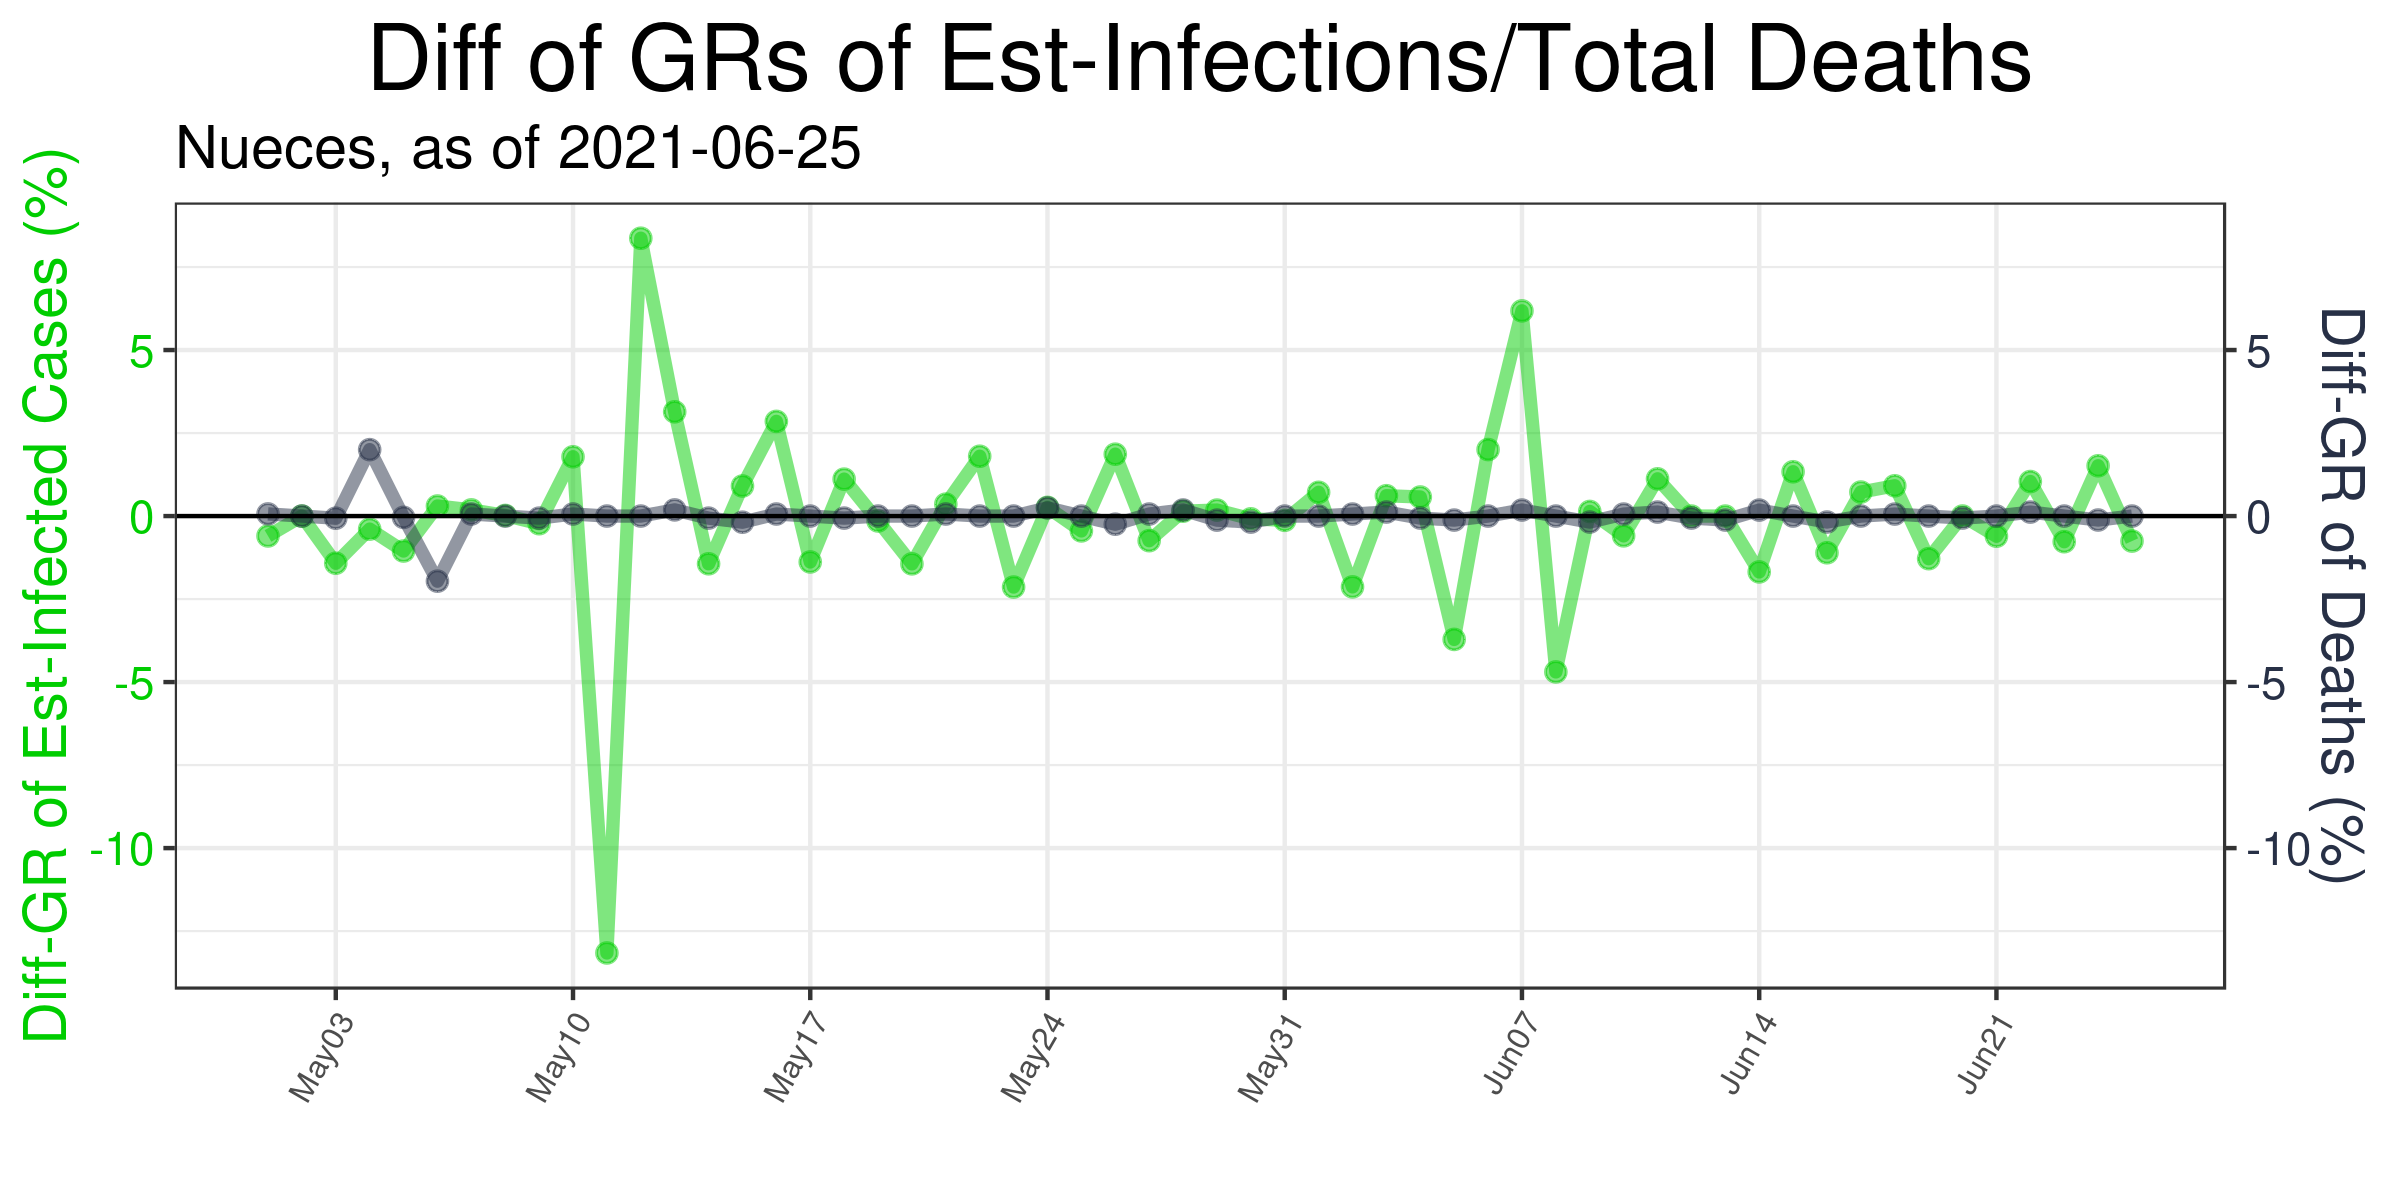 Diff of GRs of Est-Infections/Total Deaths
Nueces, as of 2021-06-25
Diff-GR of Est-Infected Cases (%)
5
0
-5
-10
5
0
-5
-10
Diff-GR of Deaths (%)
May03
May10
May17
May24
May31
Jun07
Jun14
Jun21